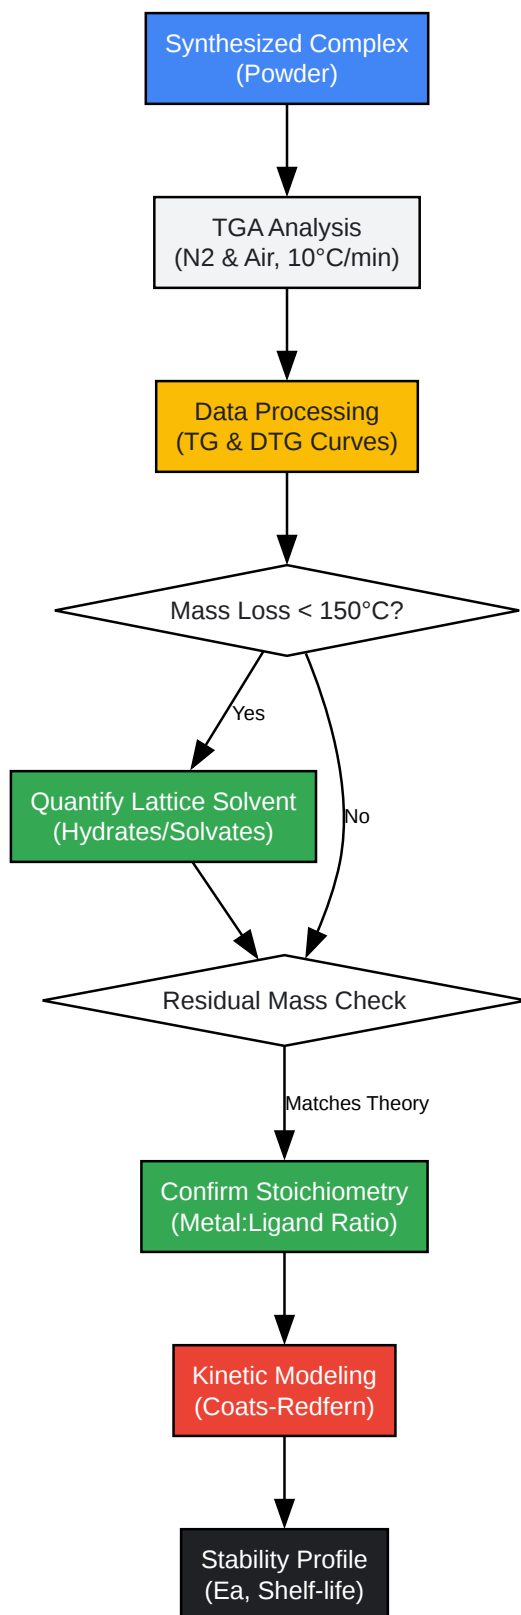 Synthesized Complex
(Powder)
TGA Analysis
(N2 & Air, 10°C/min)
Data Processing
(TG & DTG Curves)
Mass Loss < 150°C?
Yes
Quantify Lattice Solvent
(Hydrates/Solvates)
No
Residual Mass Check
Matches Theory
Confirm Stoichiometry
(Metal:Ligand Ratio)
Kinetic Modeling
(Coats-Redfern)
Stability Profile
(Ea, Shelf-life)